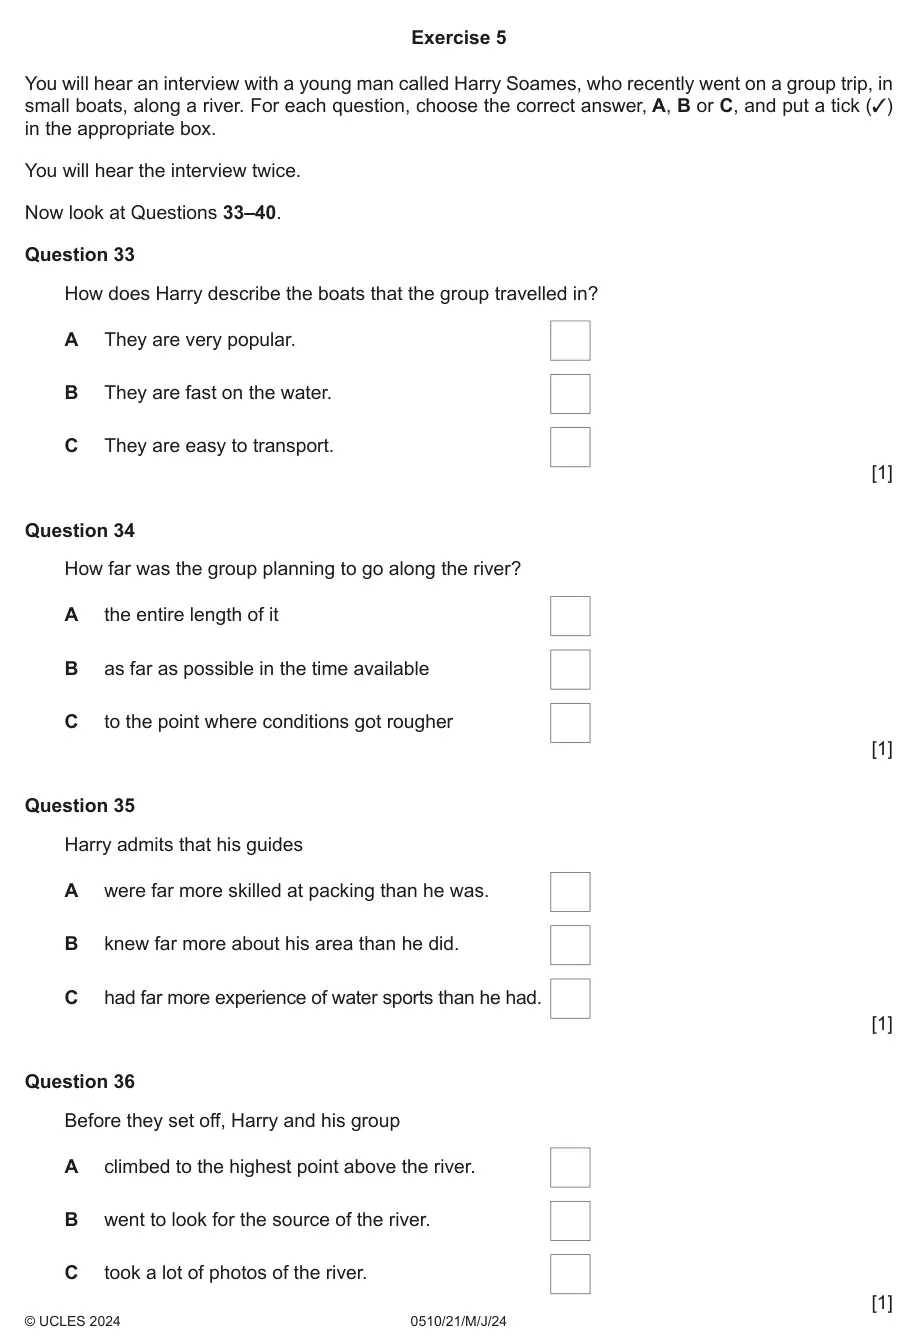 Exercise 5
You will hear an interview with a young man called Harry Soames, who recently went on a group trip, in
small boats, along a river. For each question, choose the correct answer, A, B or C, and put a tick (✓)
in the appropriate box.
You will hear the interview twice.
Now look at Questions 33–40.
Question 33
How does Harry describe the boats that the group travelled in?
A They are very popular.
B They are fast on the water.
C They are easy to transport.
[1]
Question 34
How far was the group planning to go along the river?
A the entire length of it
B as far as possible in the time available
C to the point where conditions got rougher
[1]
Question 35
Harry admits that his guides
A were far more skilled at packing than he was.
B knew far more about his area than he did.
C had far more experience of water sports than he had.
[1]
Question 36
Before they set off, Harry and his group
A climbed to the highest point above the river.
B went to look for the source of the river.
C took a lot of photos of the river.
[1]
© UCLES 2024 0510/21/M/J/24